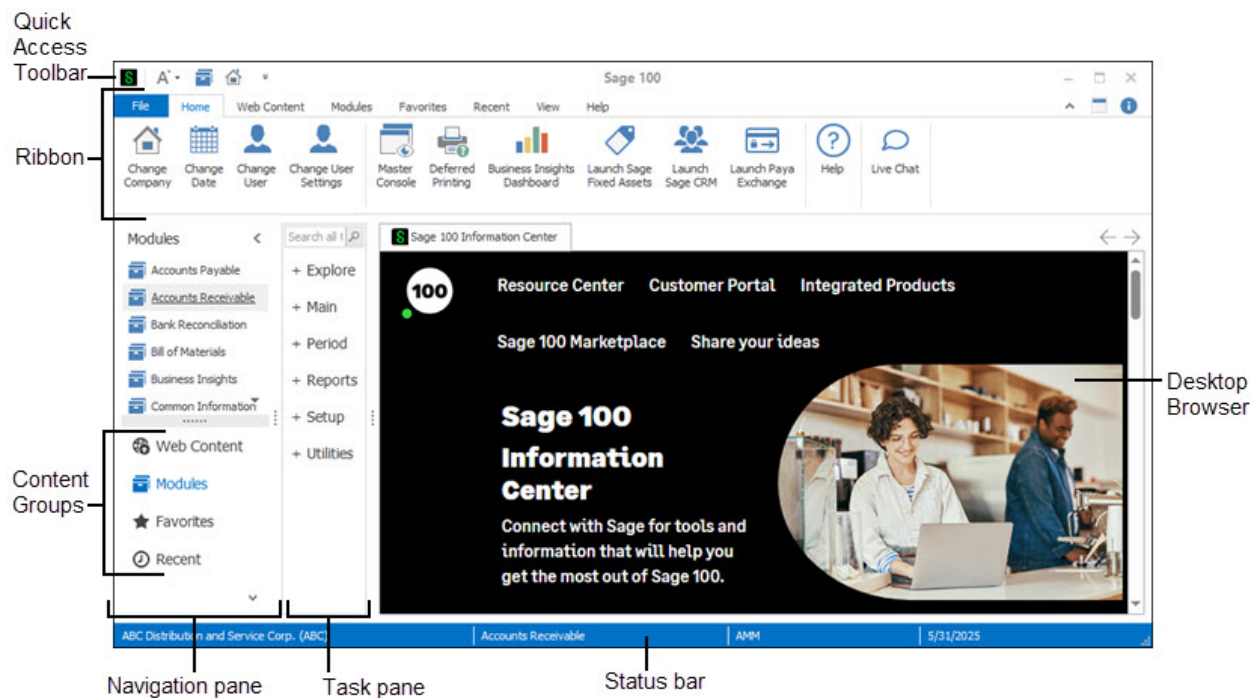 Quick
Access
Toolbar
Sage 100
File Home Web Content Modules Favorites Recent View Help
Ribbon
Change
Company
Change
Date
Change
User
Change User
Settings
Master
Console
Deferred
Printing
Business Insights
Dashboard
Launch Sage
Fixed Assets
Launch
Sage CRM
Launch Paya
Exchange
Help
Live Chat
Modules
Accounts Payable
Accounts Receivable
Bank Reconciliation
Bill of Materials
Business Insights
Common Information
Content
Groups
Web Content
Modules
Favorites
Recent
Search all
+ Explore
+ Main
+ Period
+ Reports
+ Setup
+ Utilities
S Sage 100 Information Center
100
Resource Center Customer Portal Integrated Products
Sage 100 Marketplace Share your ideas
Sage 100
Information
Center
Connect with Sage for tools and
information that will help you
get the most out of Sage 100.
Desktop
Browser
ABC Distribution and Service Corp. (ABC) Accounts Receivable AMM 5/31/2025
Navigation pane
Task pane
Status bar